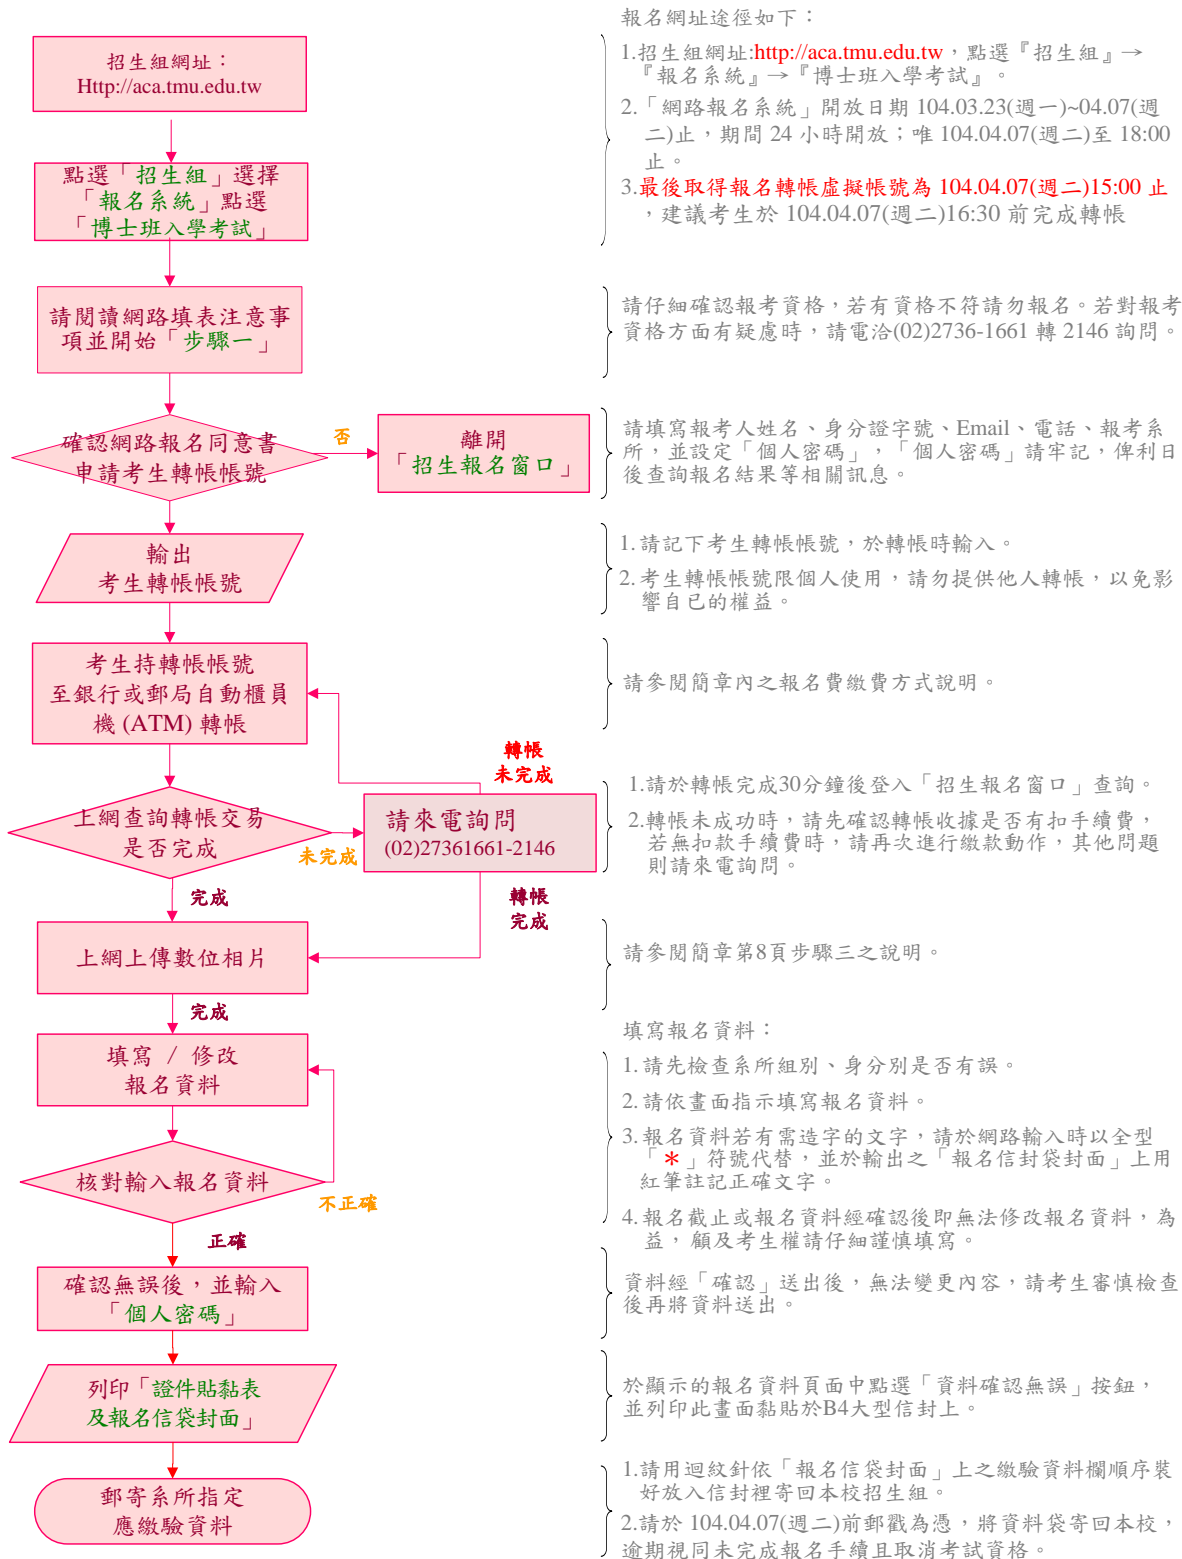 招生組網址：
Http://aca.tmu.edu.tw
點選「招生組」選擇
「報名系統」點選
「博士班入學考試」
請閱讀網路填表注意事
項並開始「步驟一」
確認網路報名同意書
申請考生轉帳帳號
否
離開
「招生報名窗口」
輸出
考生轉帳帳號
考生持轉帳帳號
至銀行或郵局自動櫃員
機 (ATM) 轉帳
轉帳
未完成
上網查詢轉帳交易
是否完成
未完成
請來電詢問
(02)27361661-2146
完成
轉帳
完成
上網上傳數位相片
完成
填寫 / 修改
報名資料
核對輸入報名資料
不正確
正確
確認無誤後，並輸入
「個人密碼」
列印「證件貼黏表
及報名信袋封面」
郵寄系所指定
應繳驗資料
報名網址途徑如下：
1.招生組網址:http://aca.tmu.edu.tw，點選『招生組』→
『報名系統』→『博士班入學考試』。
2.「網路報名系統」開放日期 104.03.23(週一)~04.07(週
二)止，期間 24 小時開放；唯 104.04.07(週二)至 18:00
止。
3.最後取得報名轉帳虛擬帳號為 104.04.07(週二)15:00 止
，建議考生於 104.04.07(週二)16:30 前完成轉帳
請仔細確認報考資格，若有資格不符請勿報名。若對報考
資格方面有疑慮時，請電洽(02)2736-1661 轉 2146 詢問。
請填寫報考人姓名、身分證字號、Email、電話、報考系
所，並設定「個人密碼」，「個人密碼」請牢記，俾利日
後查詢報名結果等相關訊息。
1.請記下考生轉帳帳號，於轉帳時輸入。
2.考生轉帳帳號限個人使用，請勿提供他人轉帳，以免影
響自已的權益。
請參閱簡章內之報名費繳費方式說明。
1.請於轉帳完成30分鐘後登入「招生報名窗口」查詢。
2.轉帳未成功時，請先確認轉帳收據是否有扣手續費，
若無扣款手續費時，請再次進行繳款動作，其他問題
則請來電詢問。
請參閱簡章第8頁步驟三之說明。
填寫報名資料：
1.請先檢查系所組別、身分別是否有誤。
2.請依畫面指示填寫報名資料。
3.報名資料若有需造字的文字，請於網路輸入時以全型
「＊」符號代替，並於輸出之「報名信封袋封面」上用
紅筆註記正確文字。
4.報名截止或報名資料經確認後即無法修改報名資料，為
益，顧及考生權請仔細謹慎填寫。
資料經「確認」送出後，無法變更內容，請考生審慎檢查
後再將資料送出。
於顯示的報名資料頁面中點選「資料確認無誤」按鈕，
並列印此畫面黏貼於B4大型信封上。
1.請用迴紋針依「報名信袋封面」上之繳驗資料欄順序裝
好放入信封裡寄回本校招生組。
2.請於 104.04.07(週二)前郵戳為憑，將資料袋寄回本校，
逾期視同未完成報名手續且取消考試資格。